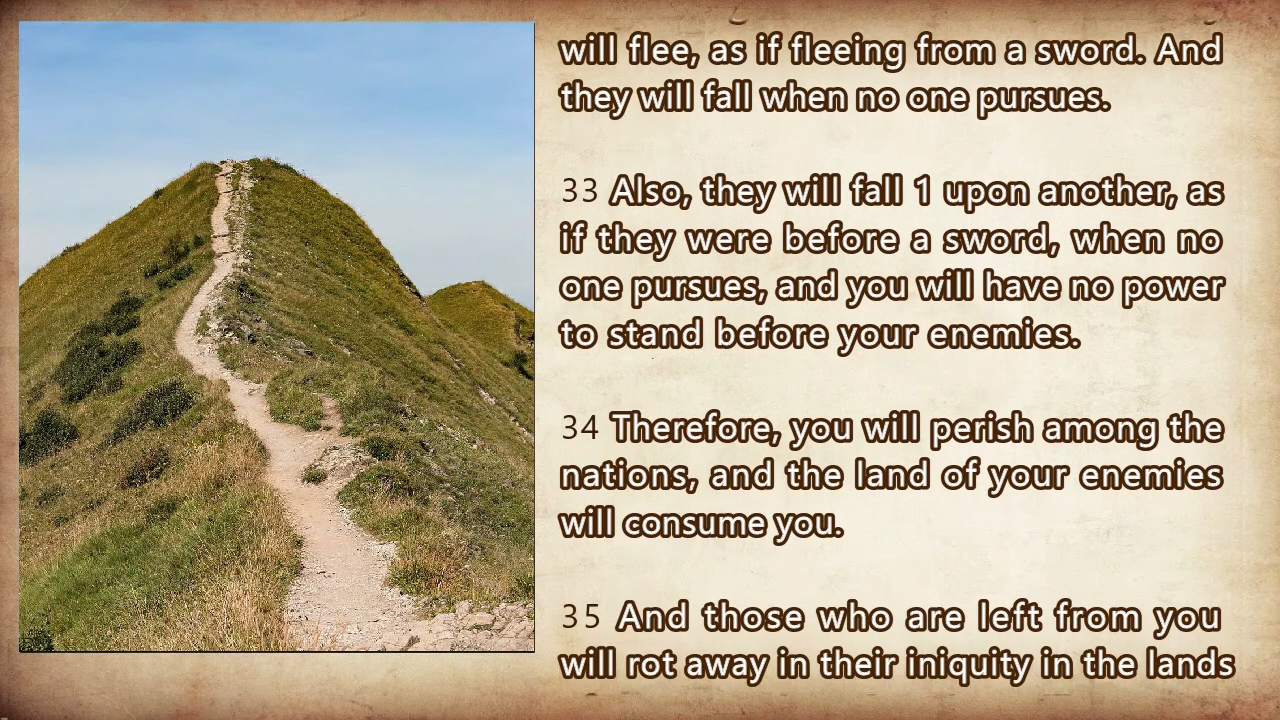 will flee, as if fleeing from a sword. And
they will fall when no one pursues.
33 Also, they will fall 1 upon another, as
if they were before a sword, when no
one pursues, and you will have no power
to stand before your enemies.
34 Therefore, you will perish among the
nations, and the land of your enemies
will consume you.
35 And those who are left from you
will rot away in their iniquity in the lands